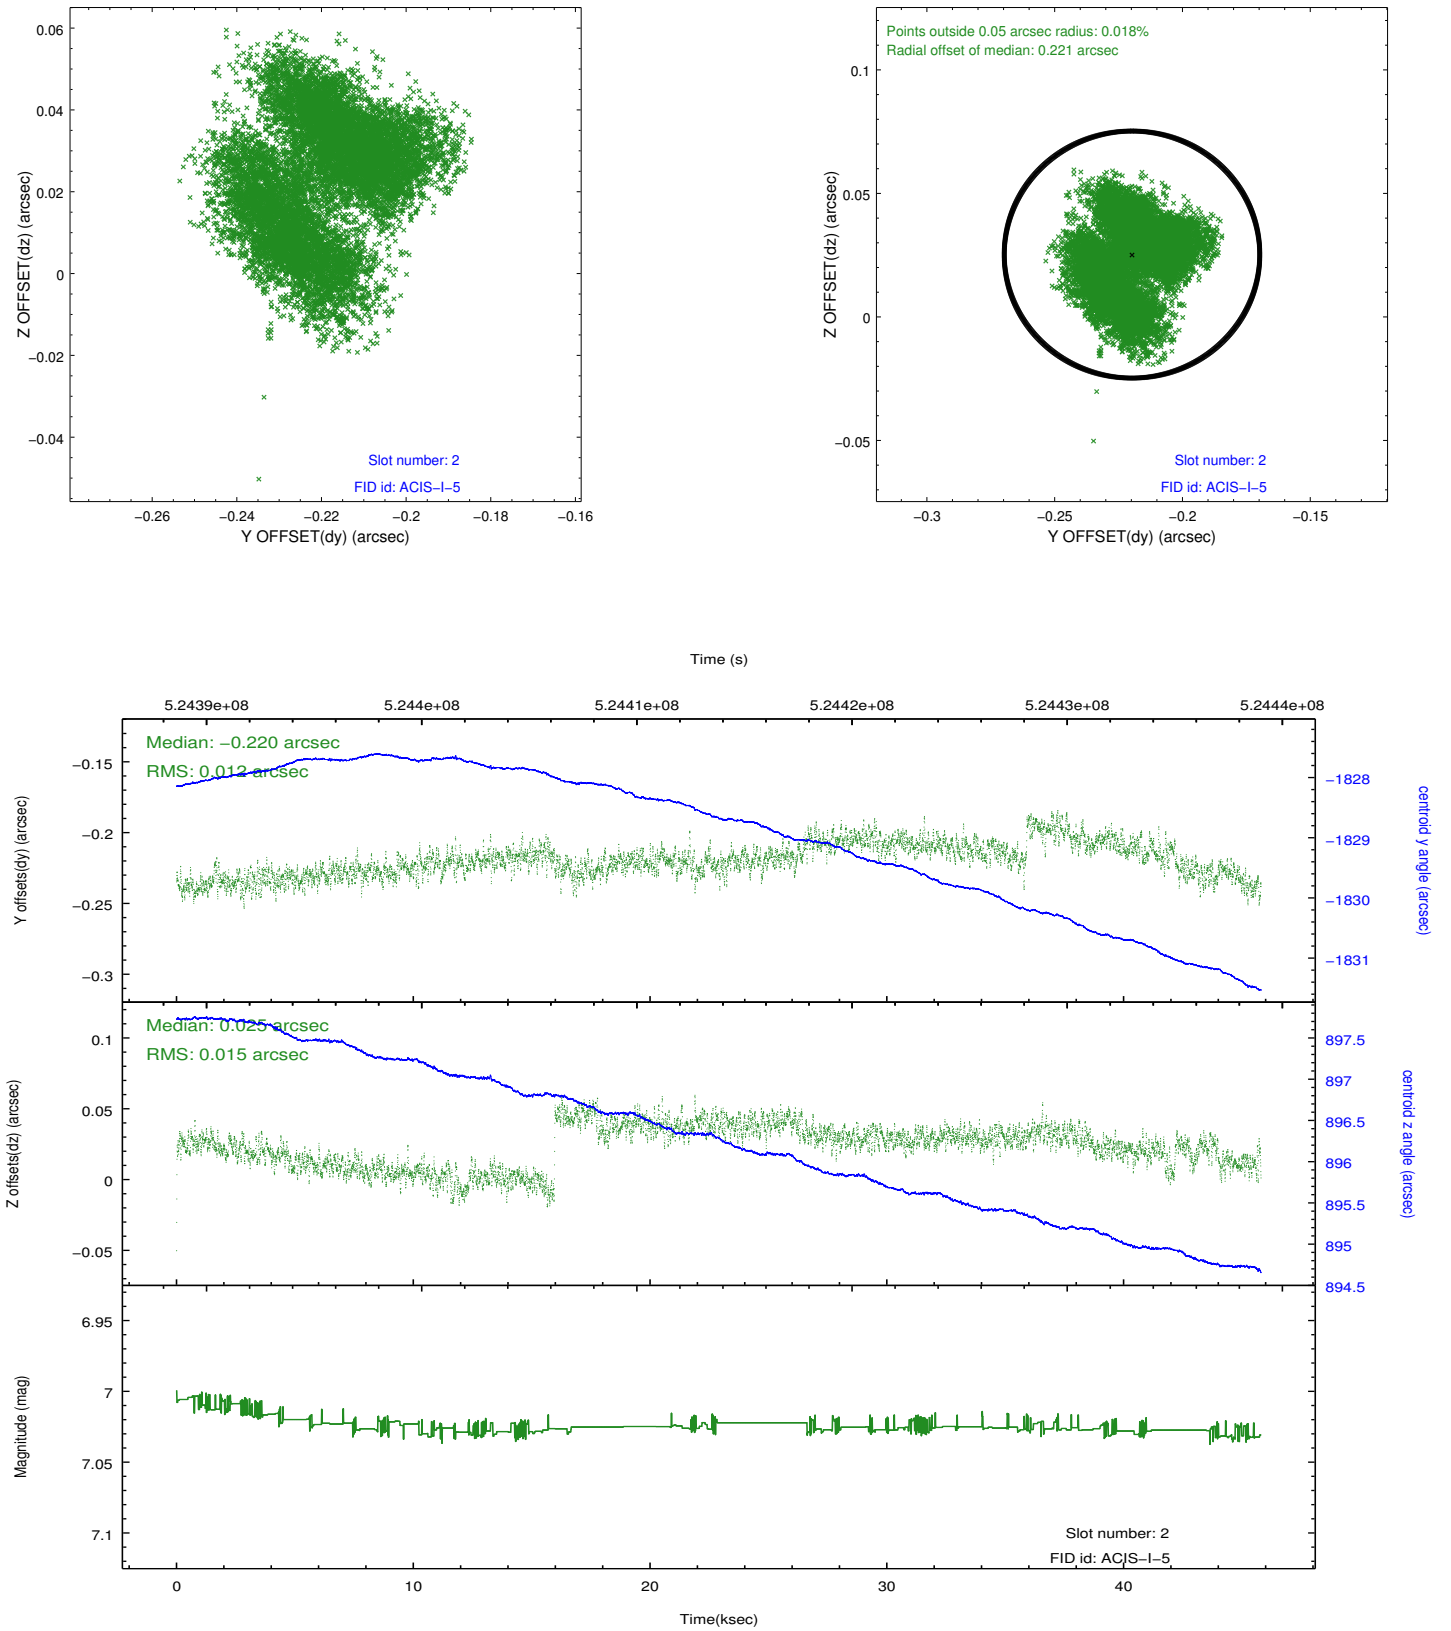 0.06
0.04
0.02
0
−0.02
−0.04
Z OFFSET(dz) (arcsec)
Slot number: 2
FID id: ACIS−I−5
−0.26 −0.24 −0.22 −0.2 −0.18 −0.16
Y OFFSET(dy) (arcsec)
Points outside 0.05 arcsec radius: 0.018%
Radial offset of median: 0.221 arcsec
0.1
0.05
0
−0.05
Z OFFSET(dz) (arcsec)
Slot number: 2
FID id: ACIS−I−5
−0.3 −0.25 −0.2 −0.15
Y OFFSET(dy) (arcsec)
Time (s)
5.2439e+08 5.244e+08 5.2441e+08 5.2442e+08 5.2443e+08 5.2444e+08
Median: −0.220 arcsec
RMS: 0.012 arcsec
−0.15
−0.2
−0.25
−0.3
Y offsets(dy) (arcsec)
−1828
−1829
−1830
−1831
centroid y angle (arcsec)
Median: 0.025 arcsec
RMS: 0.015 arcsec
0.1
0.05
0
−0.05
Z offsets(dz) (arcsec)
897.5
897
896.5
896
895.5
895
894.5
centroid z angle (arcsec)
6.95
7
7.05
7.1
Magnitude (mag)
Slot number: 2
FID id: ACIS−I−5
0 10 20 30 40
Time(ksec)